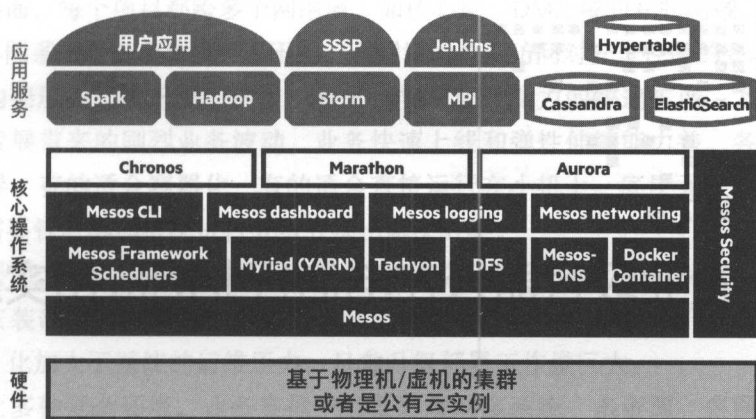 应用服务
用户应用
SSSP
Jenkins
Hypertable
Spark
Hadoop
Storm
MPI
Cassandra
ElasticSearch
核心操作系统
Chronos
Marathon
Aurora
Mesos CLI
Mesos dashboard
Mesos logging
Mesos networking
Mesos Framework
Schedulers
Myriad (YARN)
Tachyon
DFS
Mesos-
DNS
Docker
Container
Mesos
Mesos Security
硬件
基于物理机/虚机的集群
或者是公有云实例